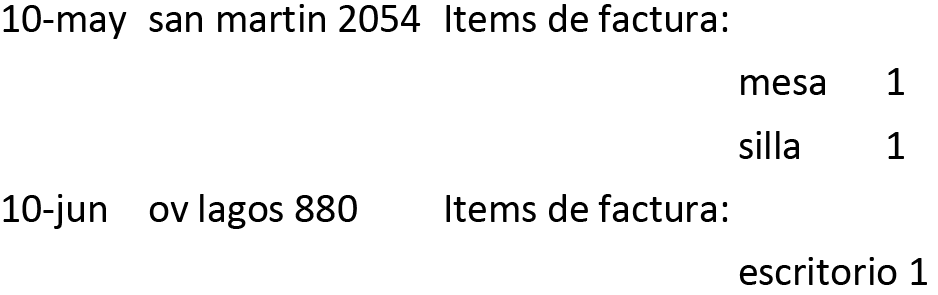 10-may san martin 2054 Items de factura:
mesa 1
silla 1
10-jun ov lagos 880 Items de factura:
escritorio 1